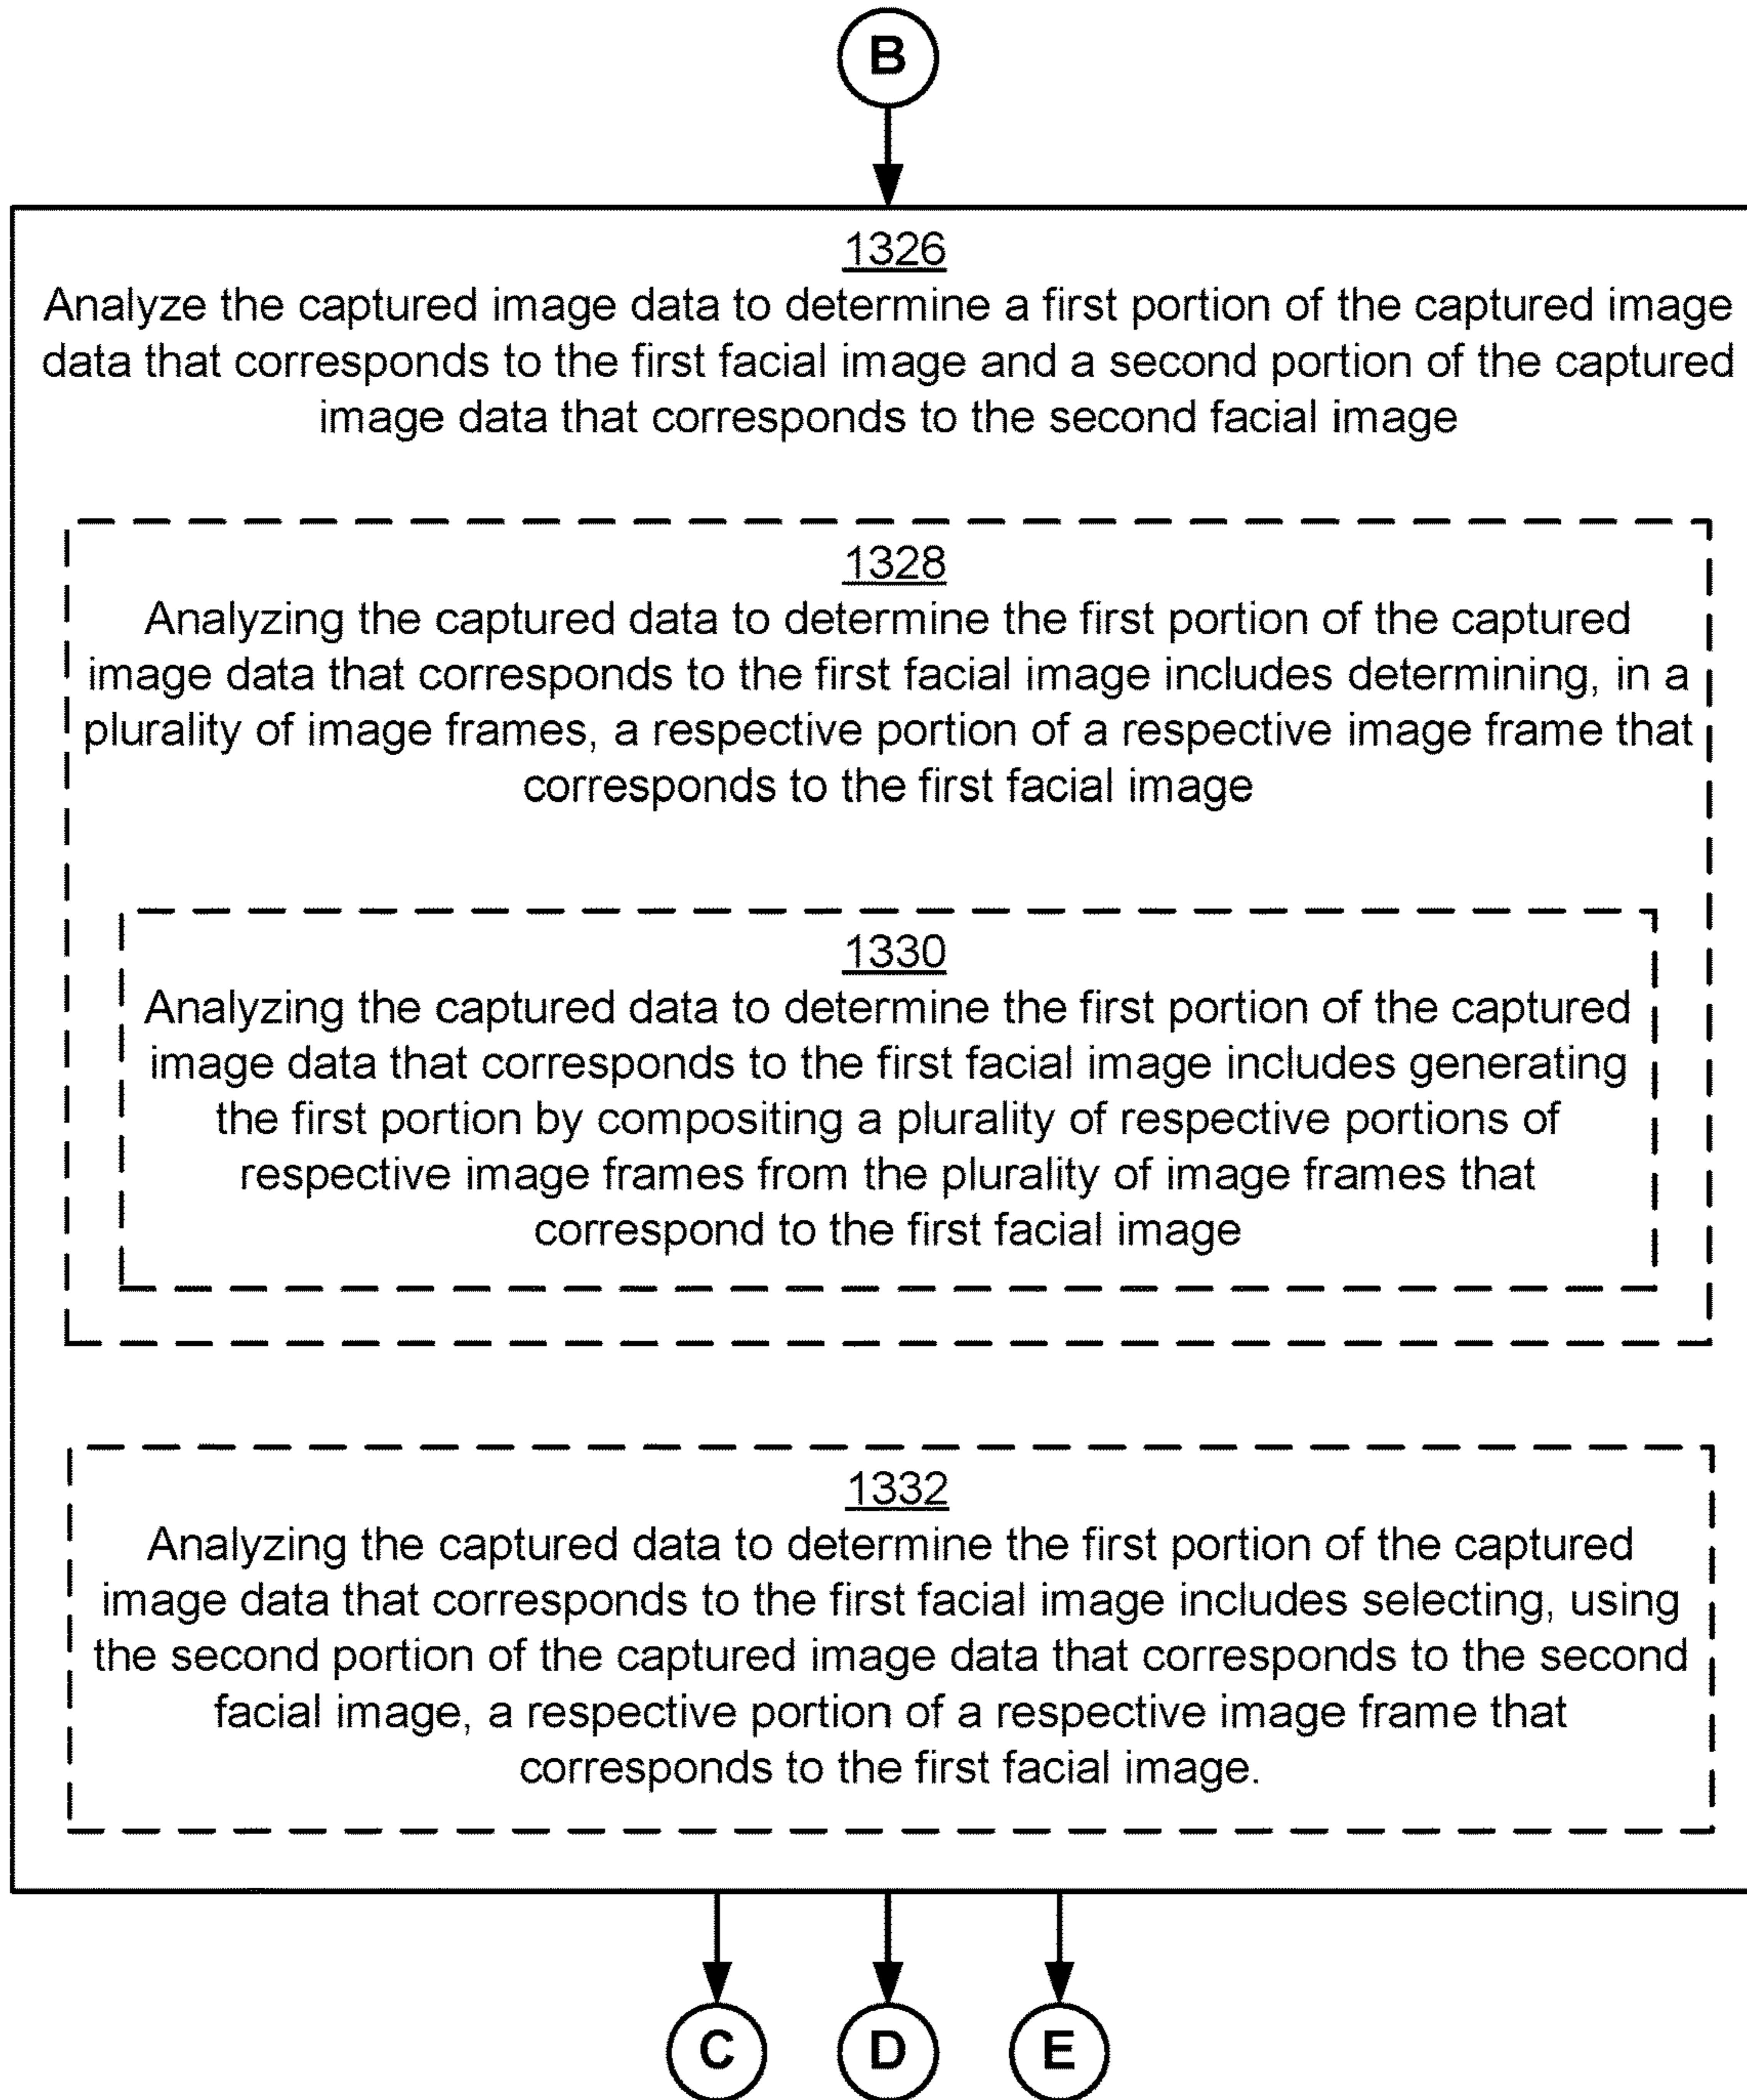 B
1326
Analyze the captured image data to determine a first portion of the captured image
data that corresponds to the first facial image and a second portion of the captured
image data that corresponds to the second facial image
1328
Analyzing the captured data to determine the first portion of the captured
image data that corresponds to the first facial image includes determining, in a
plurality of image frames, a respective portion of a respective image frame that
corresponds to the first facial image
1330
Analyzing the captured data to determine the first portion of the captured
image data that corresponds to the first facial image includes generating
the first portion by compositing a plurality of respective portions of
respective image frames from the plurality of image frames that
correspond to the first facial image
1332
Analyzing the captured data to determine the first portion of the captured
image data that corresponds to the first facial image includes selecting, using
the second portion of the captured image data that corresponds to the second
facial image, a respective portion of a respective image frame that
corresponds to the first facial image.
C D E